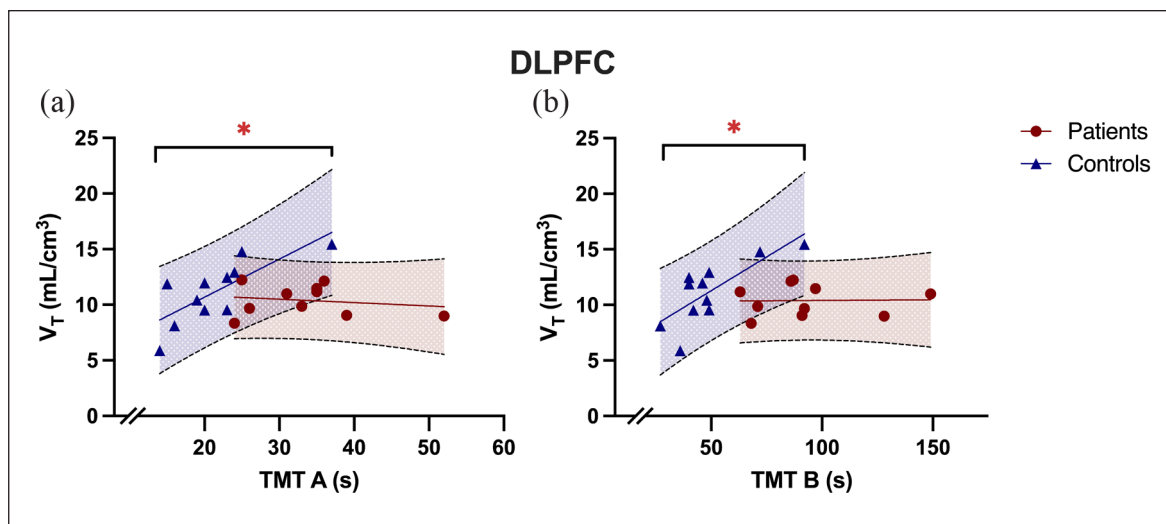 DLPFC
(a)
*
25
20
15
10
5
0
V_T (mL/cm³)
20 30 40 50 60
TMT A (s)
(b)
*
25
20
15
10
5
0
V_T (mL/cm³)
50 100 150
TMT B (s)
Patients
Controls